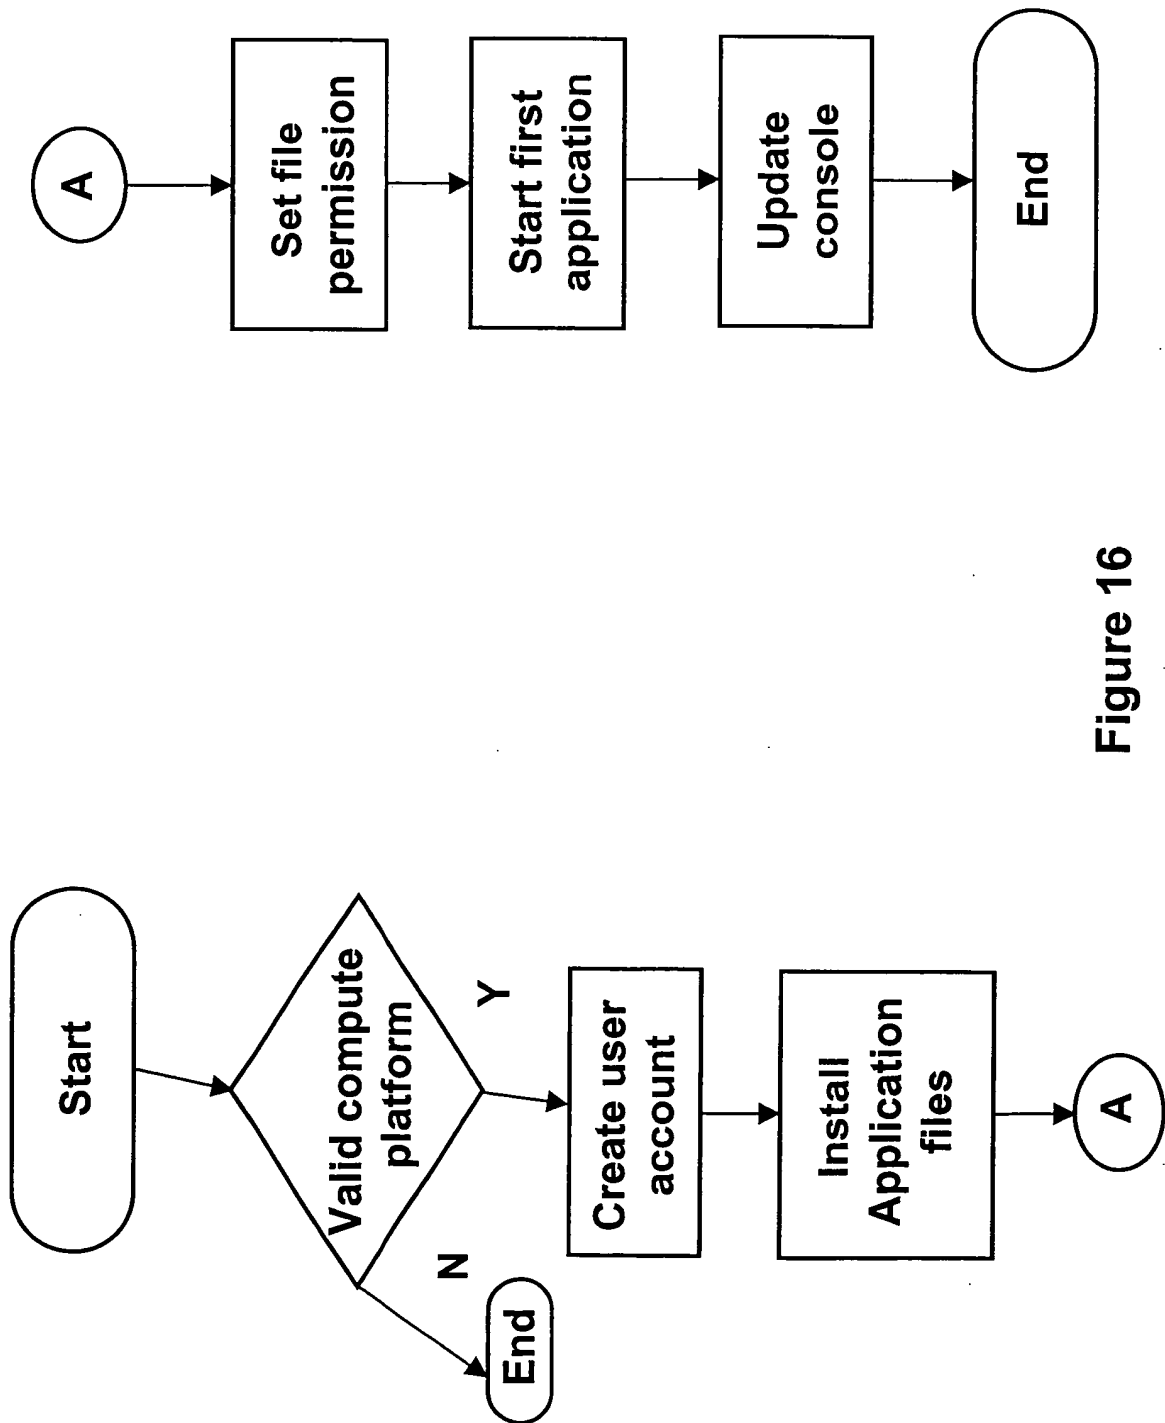 Start
Valid compute
platform
N
Y
End
Create user
account
Install
Application
files
A
A
Set file
permission
Start first
application
Update
console
End
Figure 16